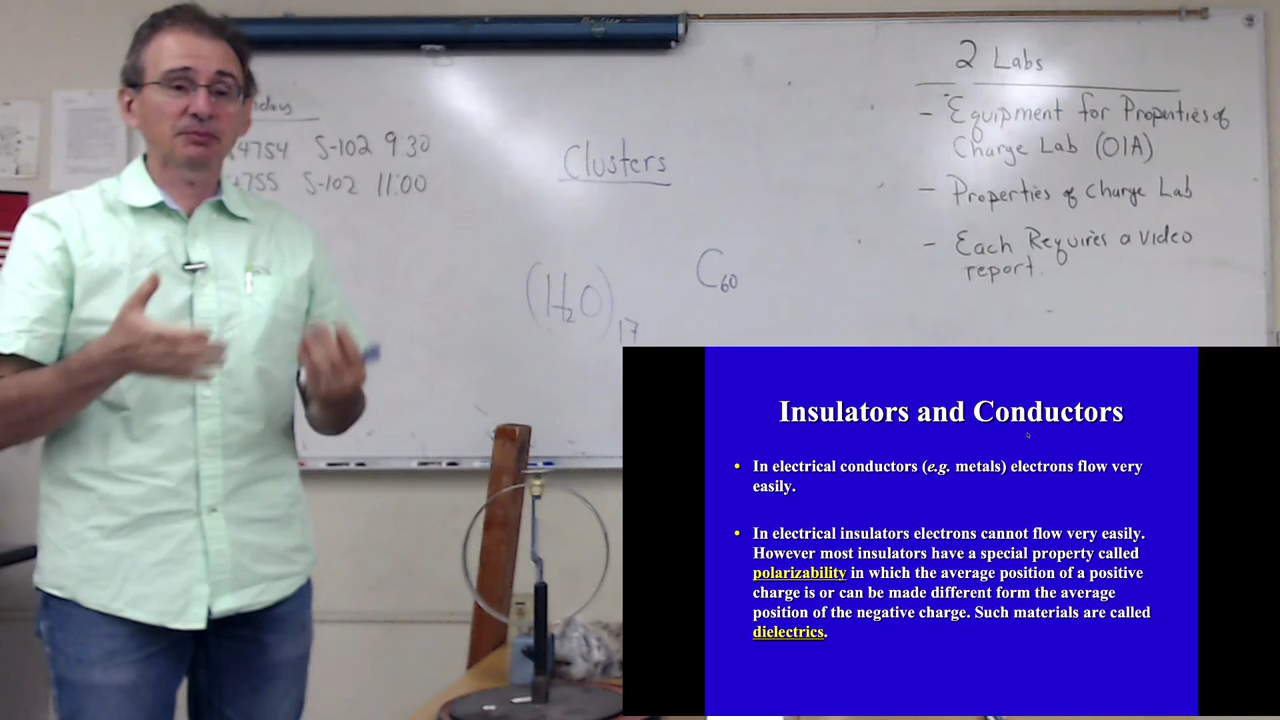 4754 S-102 9:30
4755 S-102 11:00
Clusters
(H₂O)₁₇
C₆₀
2 Labs
- Equipment for Properties of
Charge Lab (O1A)
- Properties of Charge Lab
- Each Requires a video
report.
Insulators and Conductors
• In electrical conductors (e.g. metals) electrons flow very
easily.
• In electrical insulators electrons cannot flow very easily.
However most insulators have a special property called
polarizability in which the average position of a positive
charge is or can be made different form the average
position of the negative charge. Such materials are called
dielectrics.